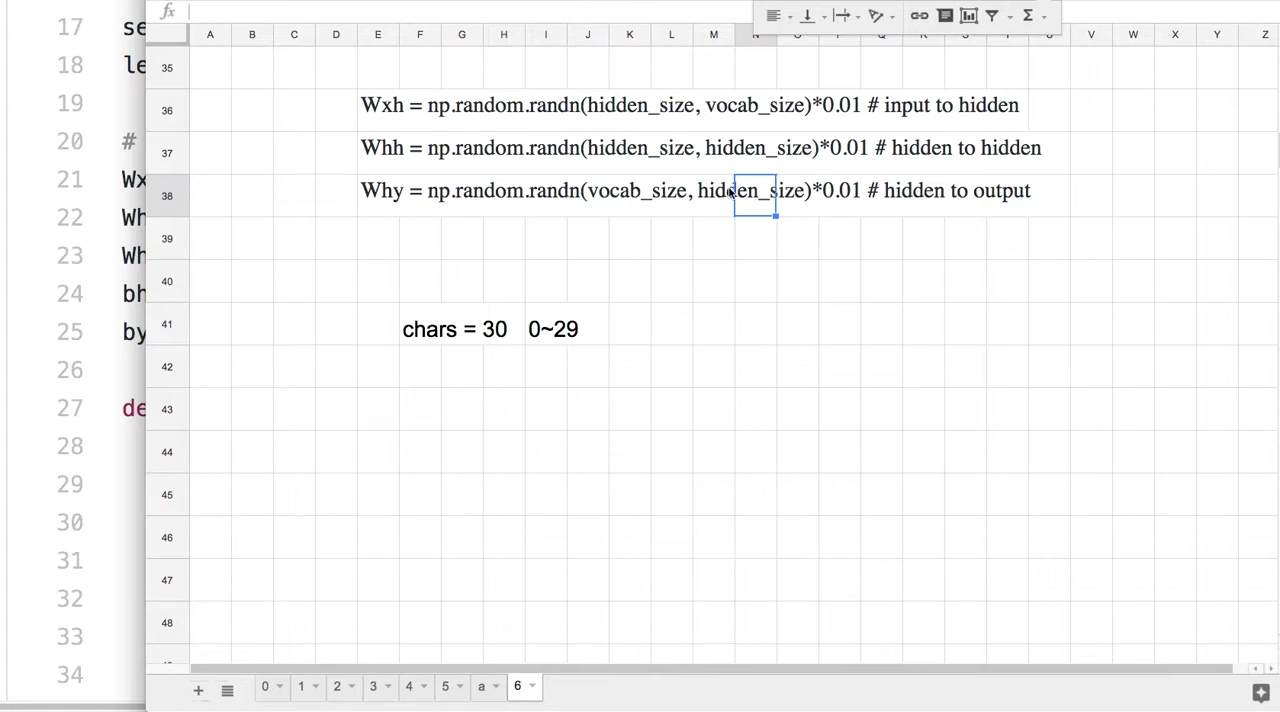 fx
A B C D E F G H I J K L M N O P Q R S T U V W X Y Z
17 se
18 le
19
20 #
21 Wx
22 Wh
23 Wh
24 bh
25 by
26
27 de
28
29
30
31
32
33
34
35
36 Wxh = np.random.randn(hidden_size, vocab_size)*0.01 # input to hidden
37 Whh = np.random.randn(hidden_size, hidden_size)*0.01 # hidden to hidden
38 Why = np.random.randn(vocab_size, hidden_size)*0.01 # hidden to output
39
40
41 chars = 30 0~29
42
43
44
45
46
47
48
+ 0 1 2 3 4 5 a 6